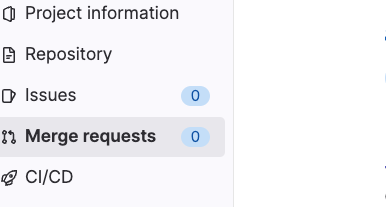 Project information
Repository
Issues 0
Merge requests 0
CI/CD